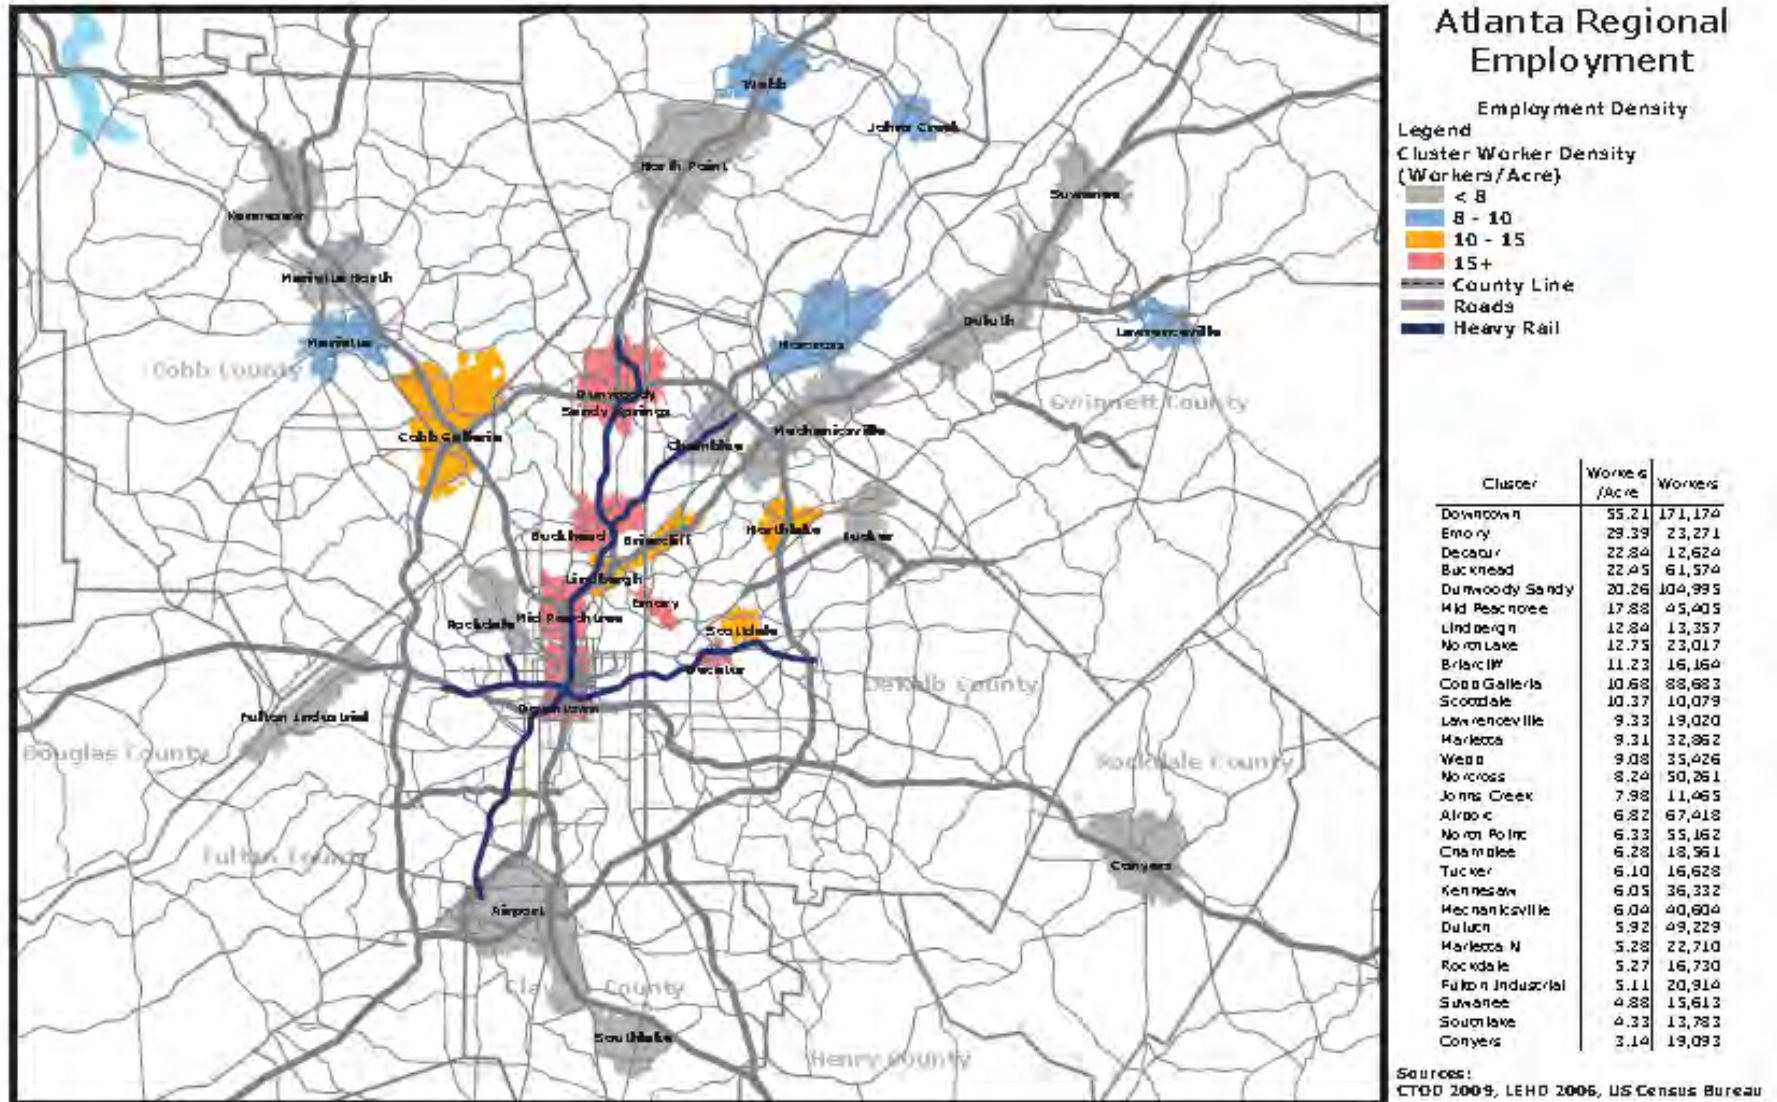 Atlanta Regional
Employment
Employment Density
Legend
Cluster Worker Density
(Workers/Acre)
< 8
8 - 10
10 - 15
15+
County Line
Roads
Heavy Rail
Webb
Johns Creek
North Point
Suwanee
Kennesaw
Marietta North
Marietta
Norcross
Duluth
Lawrenceville
Cobb County
Dunwoody
Sandy Springs
Gwinnett County
Cobb Galleria
Chamblee
Mechanicsville
Buckhead
Briarcliff
Northlake
Tucker
Lindbergh
Emory
Rockdale
Mid Peachtree
Scottdale
Decatur
DeKalb County
Downtown
Fulton Industrial
Douglas County
Rockdale County
Fulton County
Conyers
Airport
Clay County
Southlake
Henry County
Cluster Workers /Acre Workers
Downtown 55.21 171,174
Emory 29.39 23,271
Decatur 22.84 12,624
Buckhead 22.45 61,574
Dunwoody Sandy 20.26 104,995
Mid Peachtree 17.88 45,405
Lindbergh 12.84 13,357
Northlake 12.75 23,017
Briarcliff 11.23 16,164
Cobb Galleria 10.68 88,683
Scottdale 10.37 10,079
Lawrenceville 9.33 19,020
Marietta 9.31 32,862
Webb 9.08 35,426
Norcross 8.24 50,261
Johns Creek 7.98 11,465
Airport 6.82 67,418
North Point 6.33 55,162
Chamblee 6.28 18,561
Tucker 6.10 16,628
Kennesaw 6.05 36,332
Mechanicsville 6.04 40,604
Duluth 5.92 49,229
Marietta N 5.28 22,710
Rockdale 5.27 16,730
Fulton Industrial 5.11 20,914
Suwanee 4.88 15,613
Southlake 4.33 13,783
Conyers 3.14 19,093
Sources:
CTOD 2009, LEHD 2006, US Census Bureau